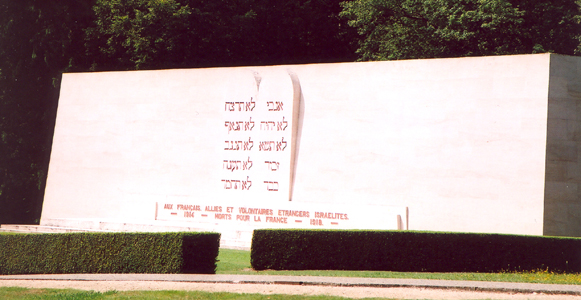 אנכי
לא יהיה
לא תשא
זכור
כבד
לא תרצח
לא תנאף
לא תגנב
לא תענה
לא תחמד
AUX FRANÇAIS, ALLIES ET VOLONTAIRES ETRANGERS ISRAELITES,
— 1914 — MORTS POUR LA FRANCE — 1918 —